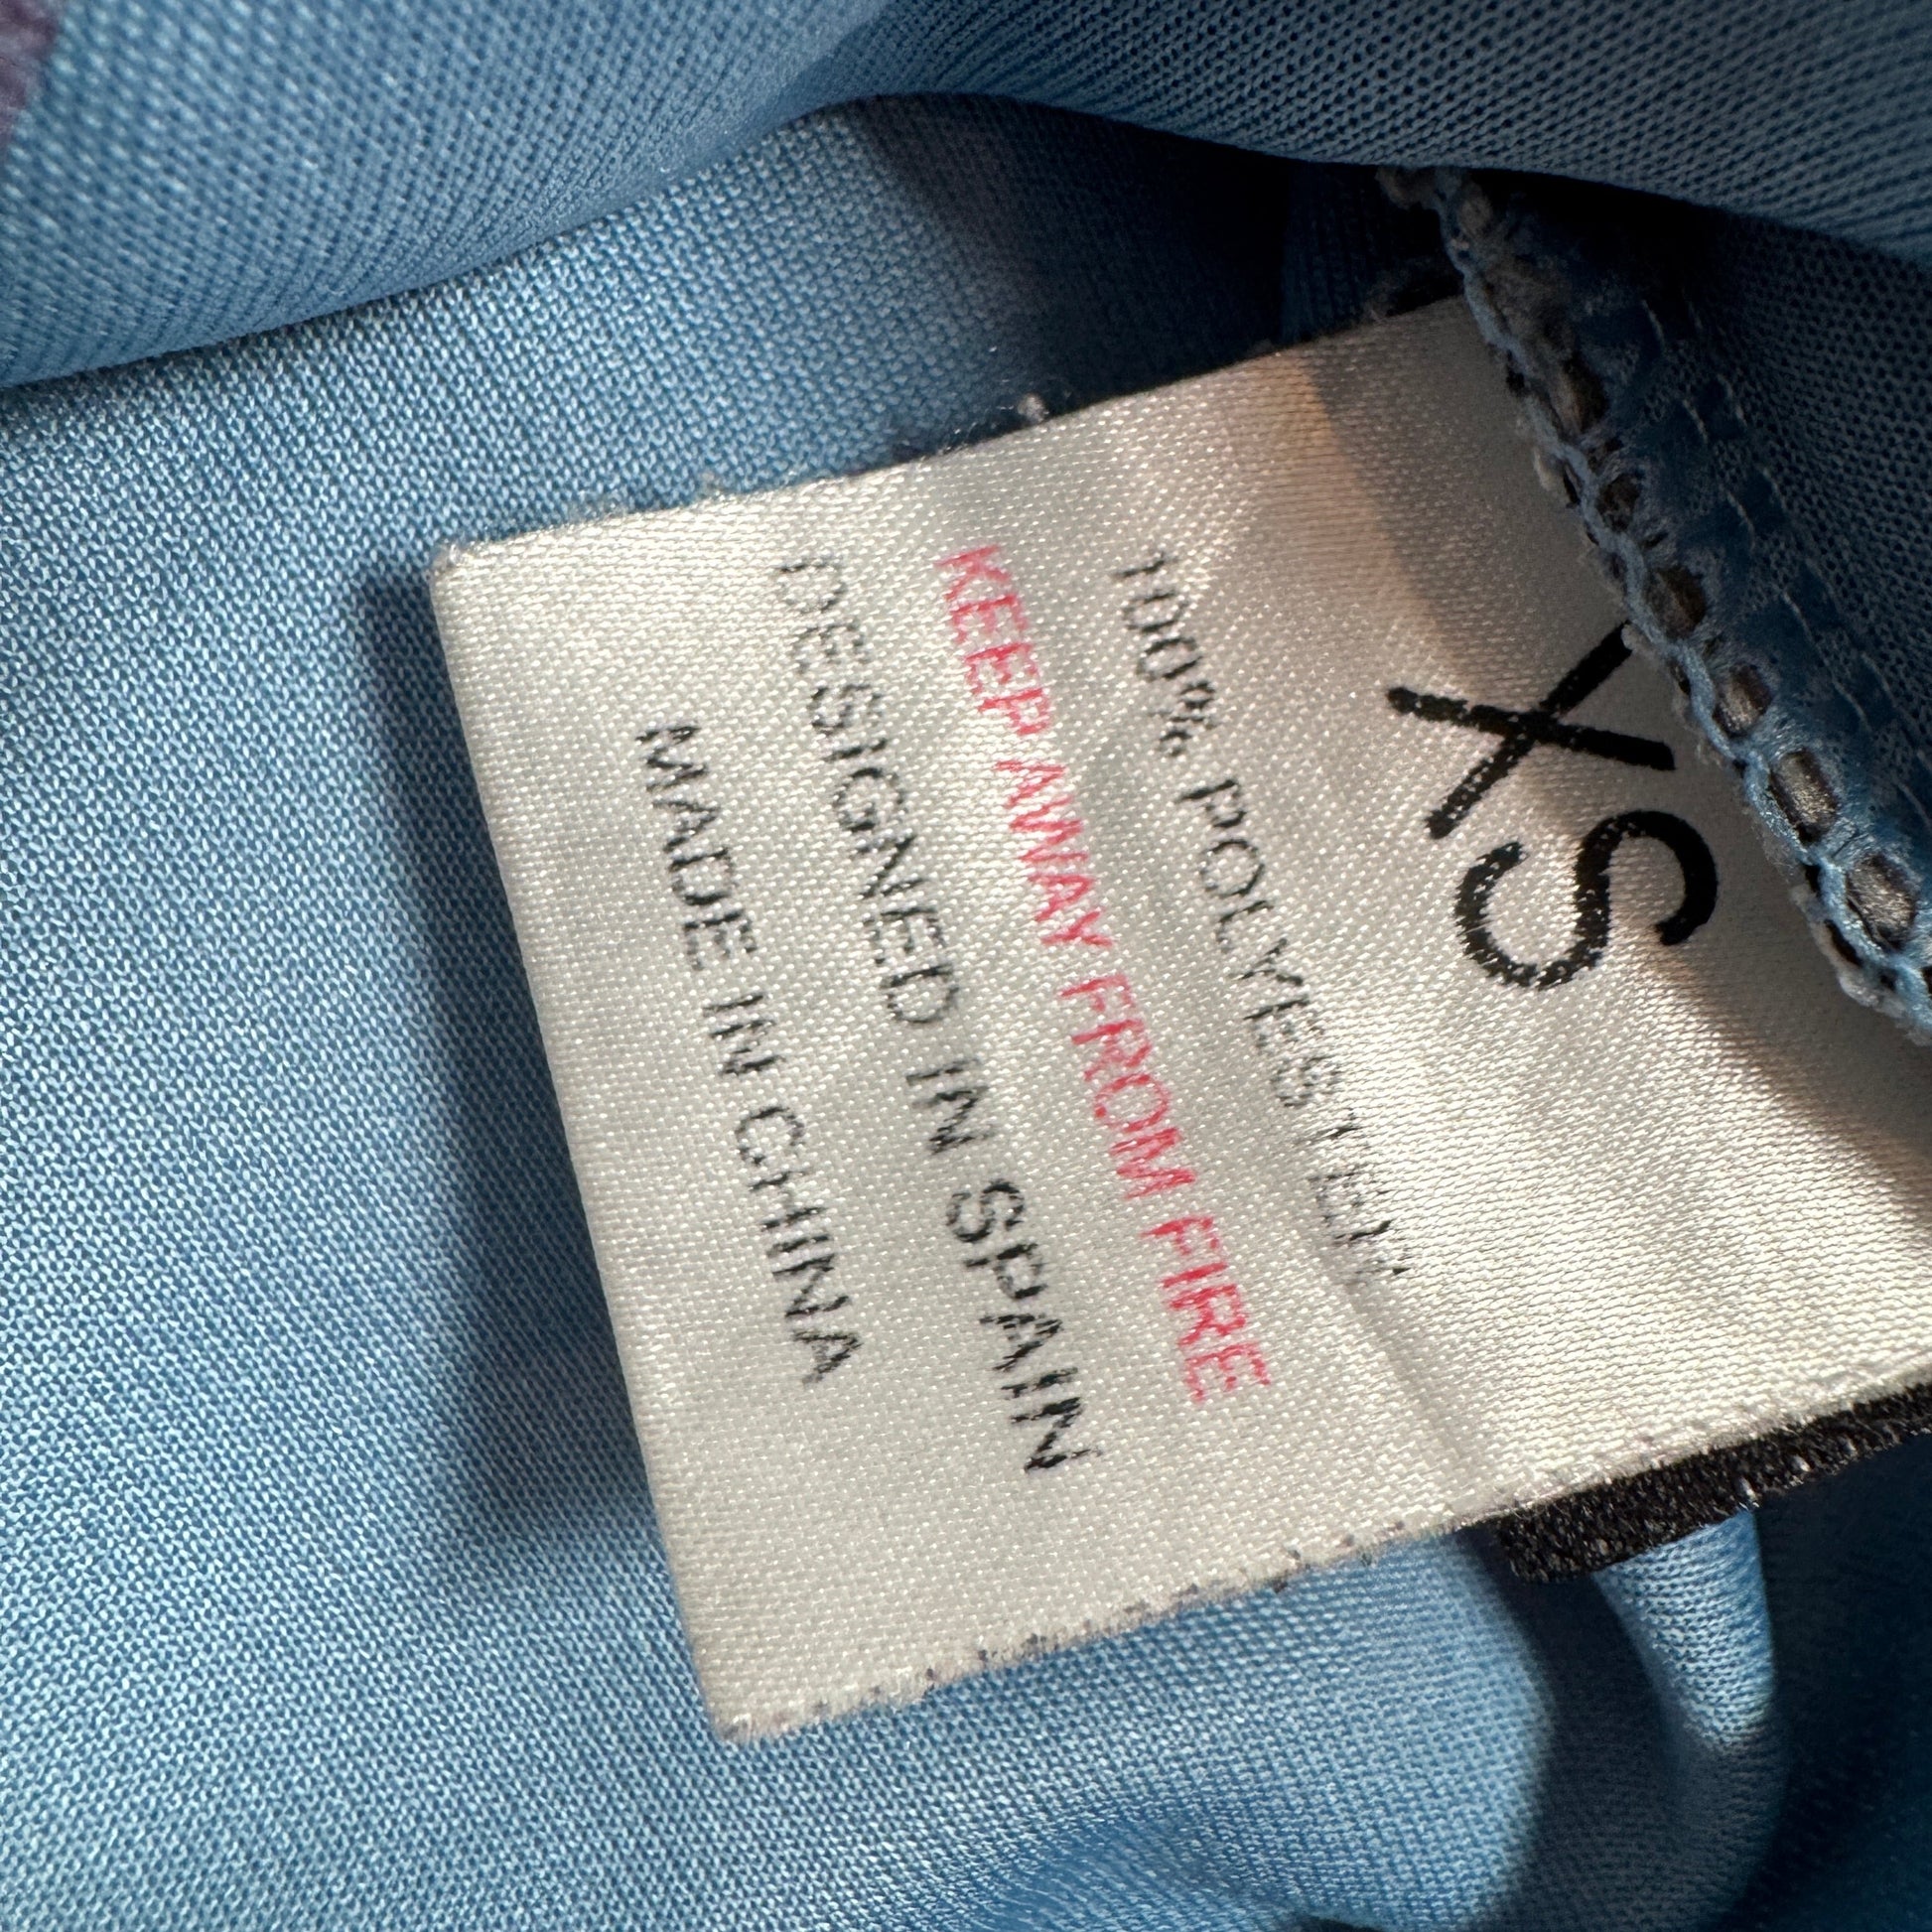 XS
100% POLYESTER
KEEP AWAY FROM FIRE
DESIGNED IN SPAIN
MADE IN CHINA